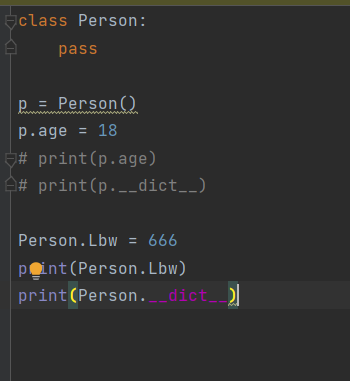 class Person:
    pass
p = Person()
p.age = 18
# print(p.age)
# print(p.__dict__)
Person.Lbw = 666
print(Person.Lbw)
print(Person.__dict__)